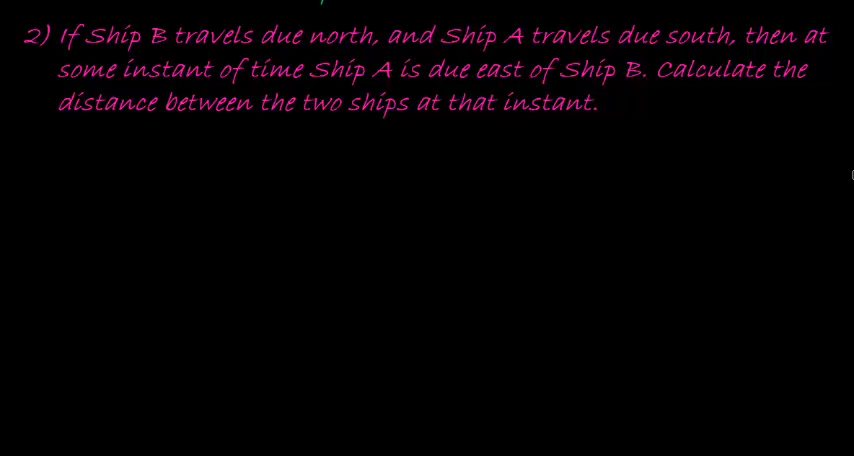 2) If Ship B travels due north, and Ship A travels due south, then at
some instant of time Ship A is due east of Ship B. Calculate the
distance between the two ships at that instant.